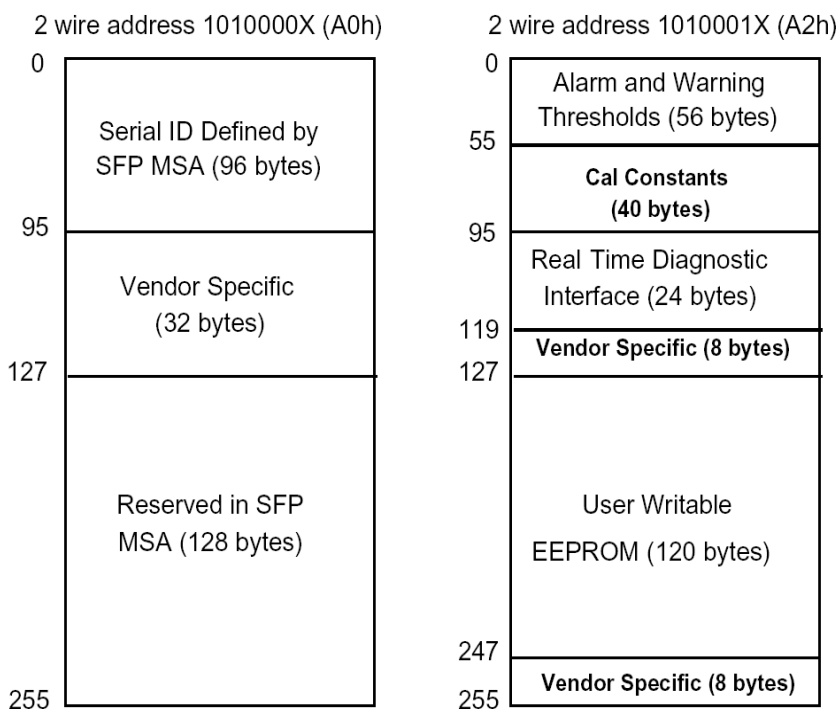 2 wire address 1010000X (A0h)
0
Serial ID Defined by
SFP MSA (96 bytes)
95
Vendor Specific
(32 bytes)
127
Reserved in SFP
MSA (128 bytes)
255
2 wire address 1010001X (A2h)
0
Alarm and Warning
Thresholds (56 bytes)
55
Cal Constants
(40 bytes)
95
Real Time Diagnostic
Interface (24 bytes)
119
Vendor Specific (8 bytes)
127
User Writable
EEPROM (120 bytes)
247
Vendor Specific (8 bytes)
255